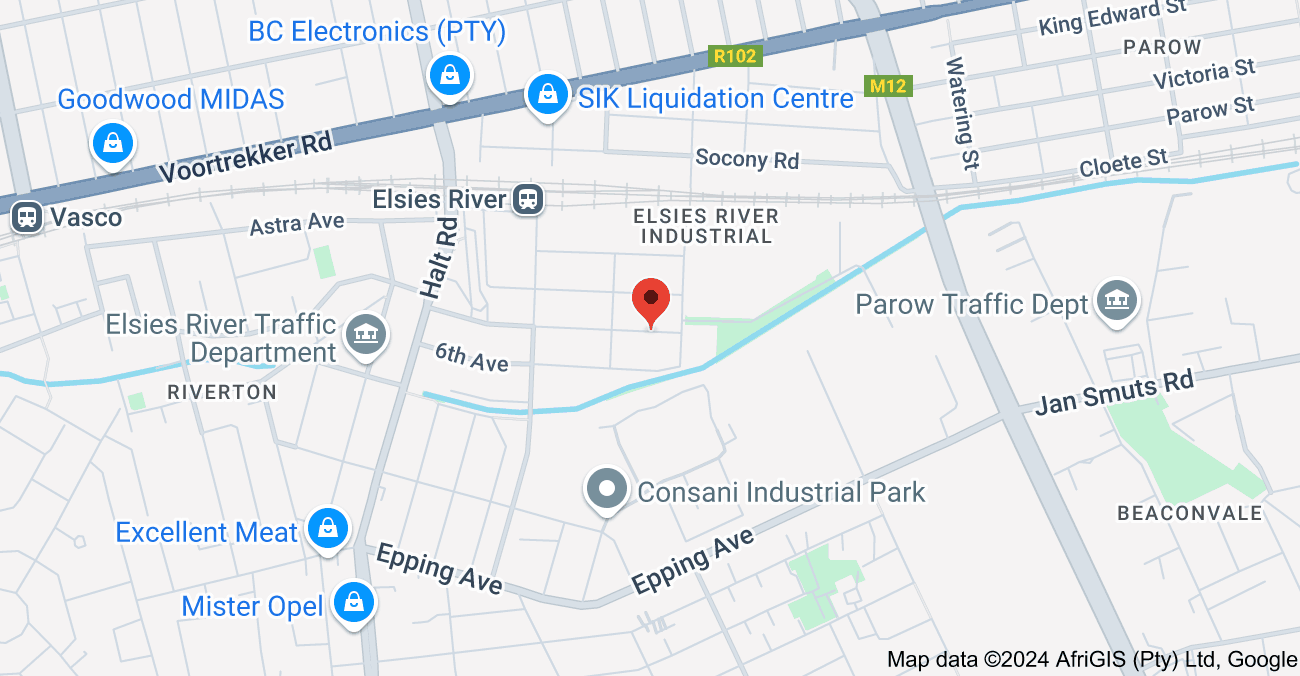 King Edward St
BC Electronics (PTY)
PAROW
R102
Victoria St
M12
Goodwood MIDAS
SIK Liquidation Centre
Parow St
Watering St
Voortrekker Rd
Socony Rd
Cloete St
Elsies River
Vasco
Astra Ave
ELSIES RIVER
INDUSTRIAL
Halt Rd
Parow Traffic Dept
Elsies River Traffic
Department
6th Ave
RIVERTON
Jan Smuts Rd
Consani Industrial Park
BEACONVALE
Excellent Meat
Epping Ave
Epping Ave
Mister Opel
Map data ©2024 AfriGIS (Pty) Ltd, Google